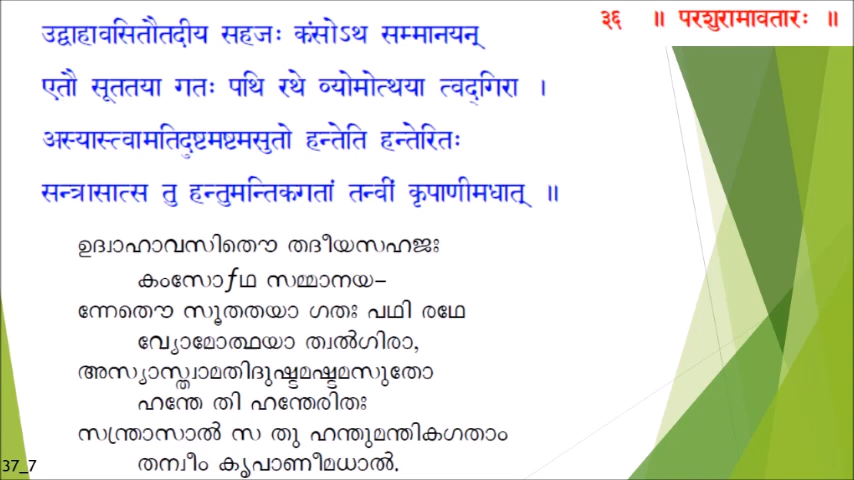 ३६ ॥ परशुरामावतारः ॥
उद्वाहावसितौतदीय सहजः कंसोऽथ सम्मानयन्
एतौ सूततया गतः पथि रथे व्योमोत्थया त्वद्गिरा ।
अस्यास्त्वामतिदुष्टमष्टमसुतो हन्तेति हन्तेरितः
सन्त्रासात्स तु हन्तुमन्तिकगतां तन्वीं कृपाणीमधात् ॥
ഉദ്വാഹാവസിതൌ തദീയസഹജഃ
കംസോƒഥ സമ്മാനയ–
ന്നേതൌ സൂതതയാ ഗതഃ പഥി രഥേ
വ്യോമോത്ഥയാ ത്വൽഗിരാ,
അസ്യാസ്ത്വാമതിദുഷ്ടമഷ്ടമസുതോ
ഹന്തേ തി ഹന്തേരിതഃ
സന്ത്രാസാൽ സ തു ഹന്തുമന്തികഗതാം
തന്വീം കൃപാണീമധാൽ.
37_7